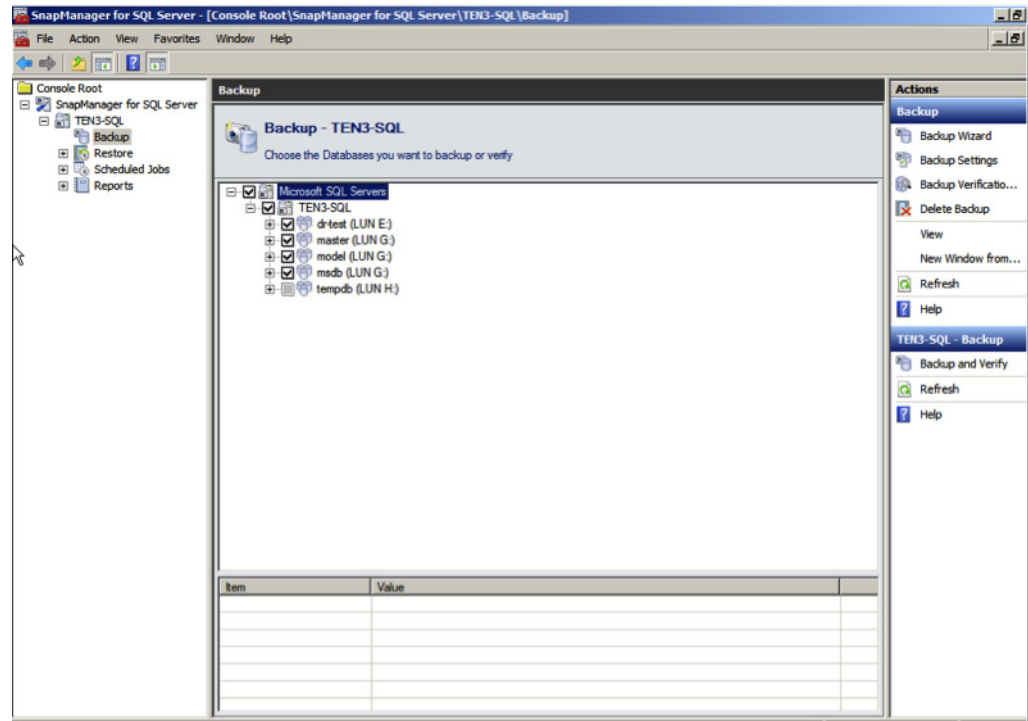 SnapManager for SQL Server - [Console Root\SnapManager for SQL Server\TEN3-SQL\Backup]
File Action View Favorites Window Help
Console Root
SnapManager for SQL Server
TEN3-SQL
Backup
Restore
Scheduled Jobs
Reports
Backup
Backup - TEN3-SQL
Choose the Databases you want to backup or verify
Microsoft SQL Servers
TEN3-SQL
dr-test (LUN E:)
master (LUN G:)
model (LUN G:)
msdb (LUN G:)
tempdb (LUN H:)
Item Value
Actions
Backup
Backup Wizard
Backup Settings
Backup Verificatio...
Delete Backup
View
New Window from...
Refresh
Help
TEN3-SQL - Backup
Backup and Verify
Refresh
Help